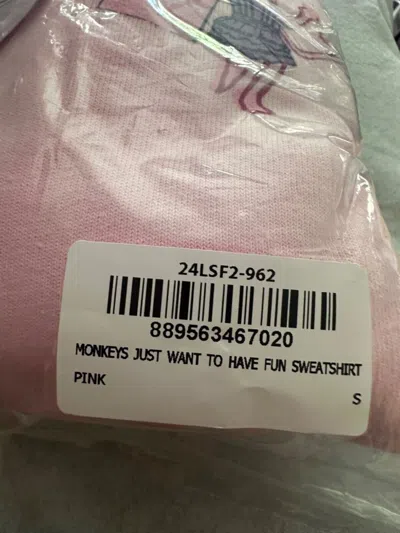 24LSF2-962
889563467020
MONKEYS JUST WANT TO HAVE FUN SWEATSHIRT
PINK
S